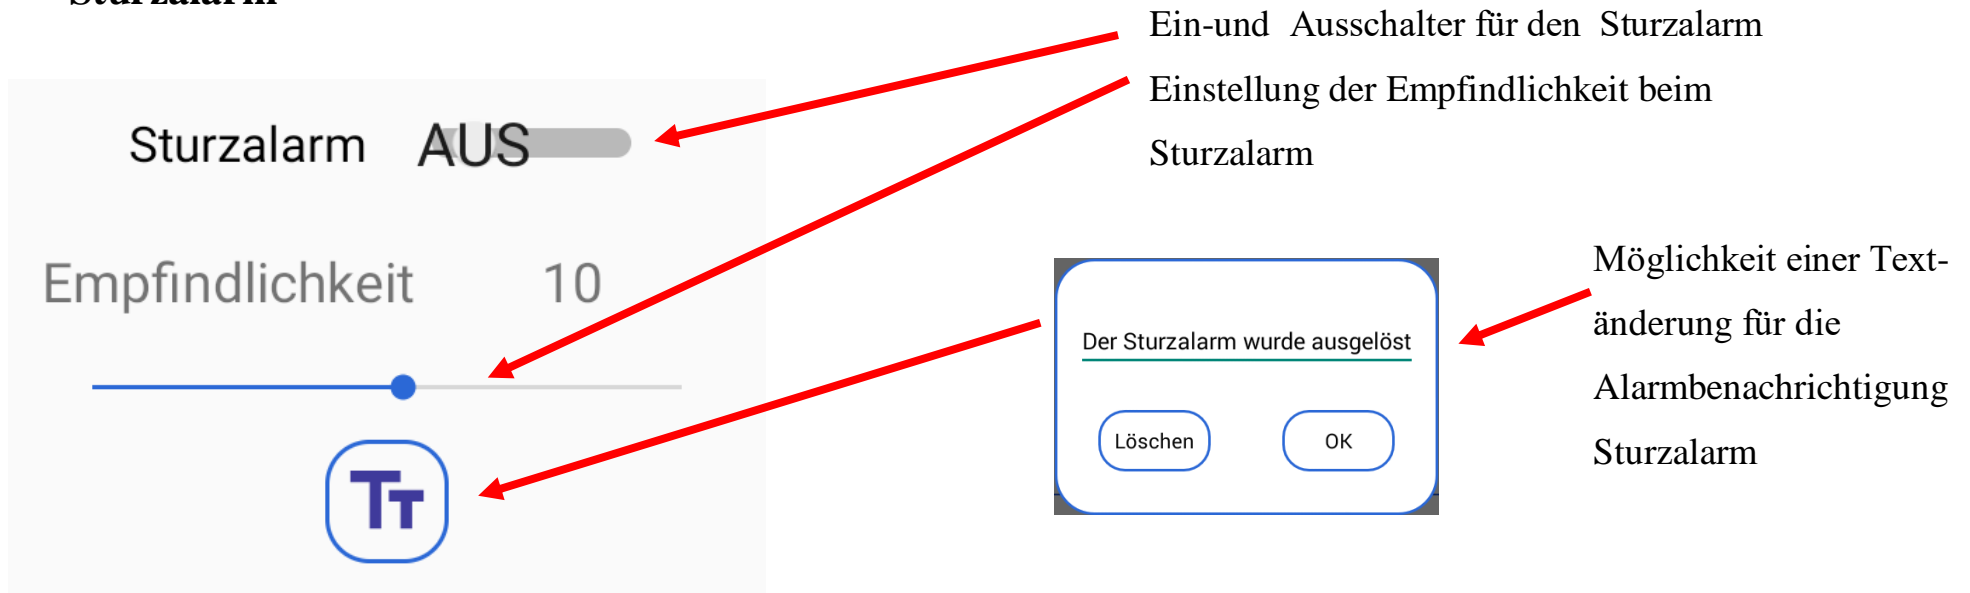 Sturzalarm
Ein-und Ausschalter für den Sturzalarm
Einstellung der Empfindlichkeit beim
Sturzalarm
Sturzalarm AUS
Empfindlichkeit 10
Tт
Der Sturzalarm wurde ausgelöst
Löschen OK
Möglichkeit einer Text-
änderung für die
Alarmbenachrichtigung
Sturzalarm